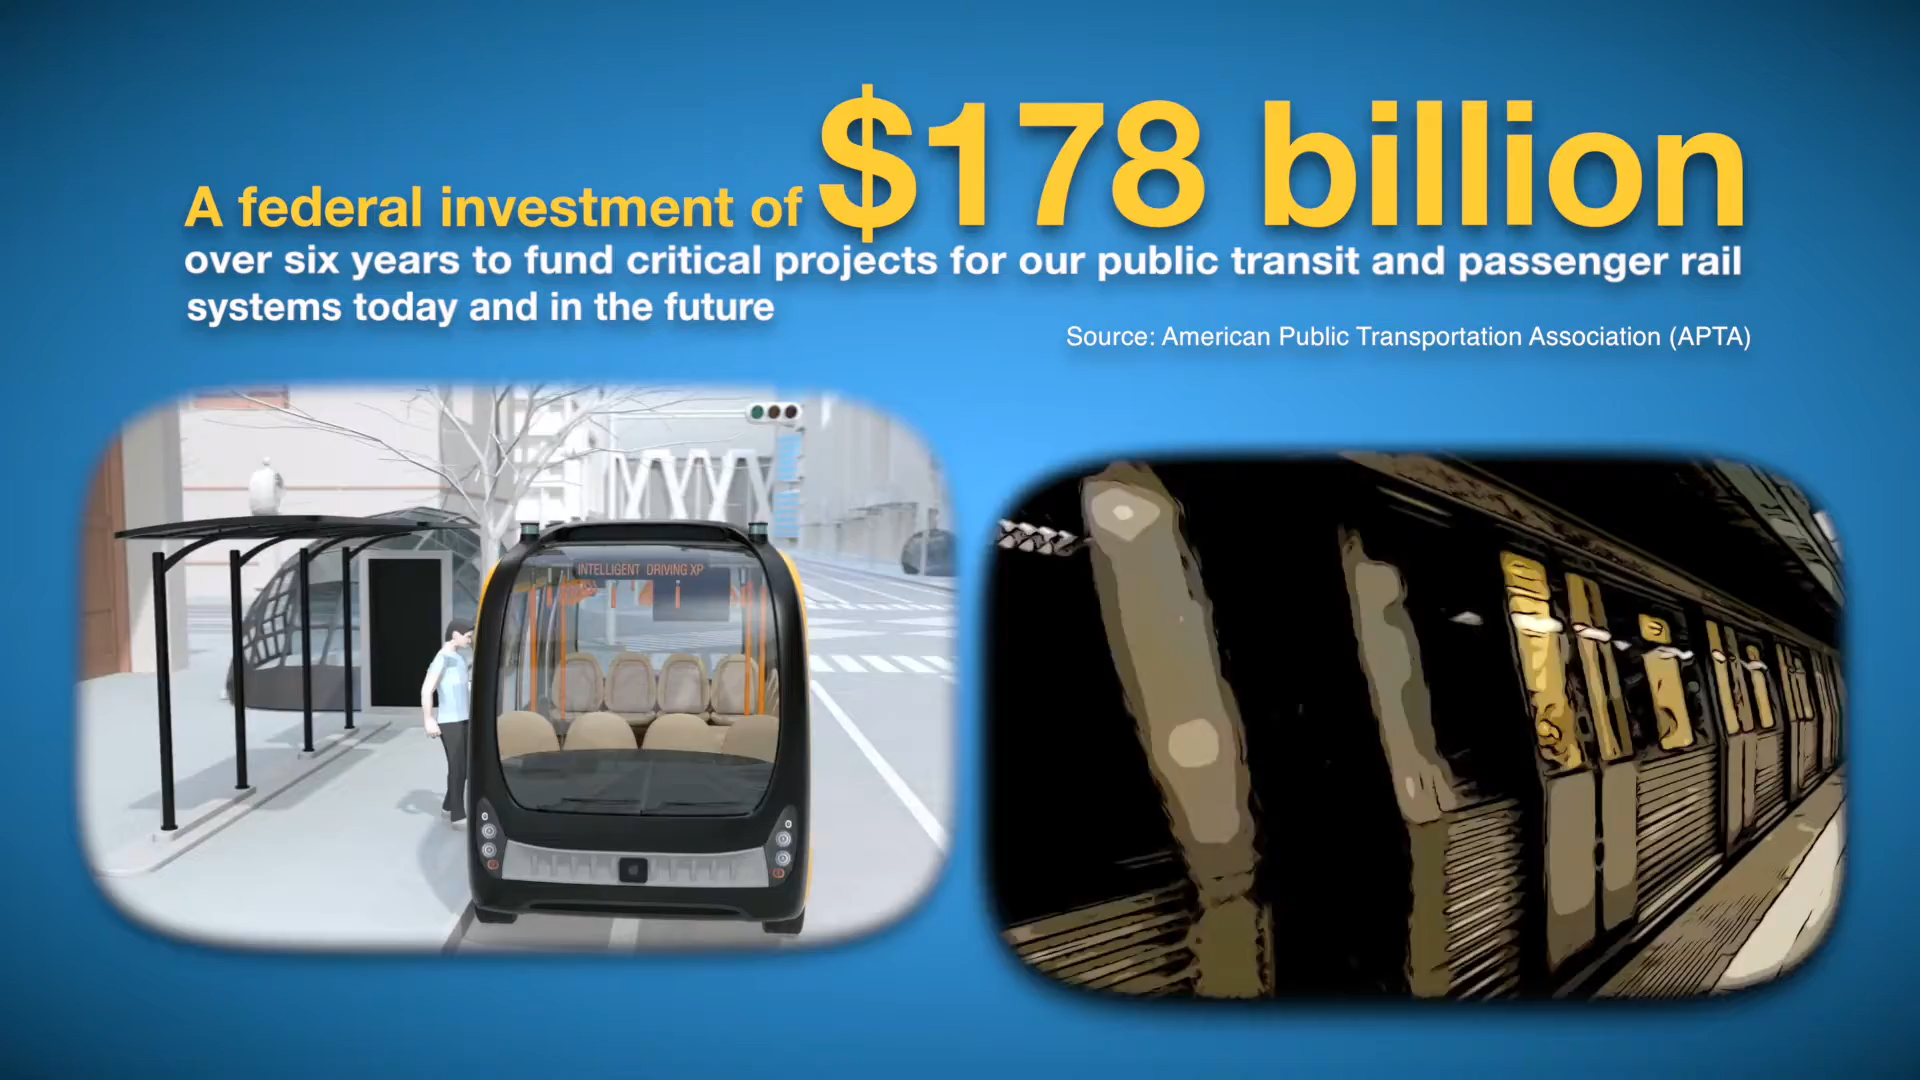 A federal investment of $178 billion
over six years to fund critical projects for our public transit and passenger rail
systems today and in the future
Source: American Public Transportation Association (APTA)
INTELLIGENT DRIVING XP